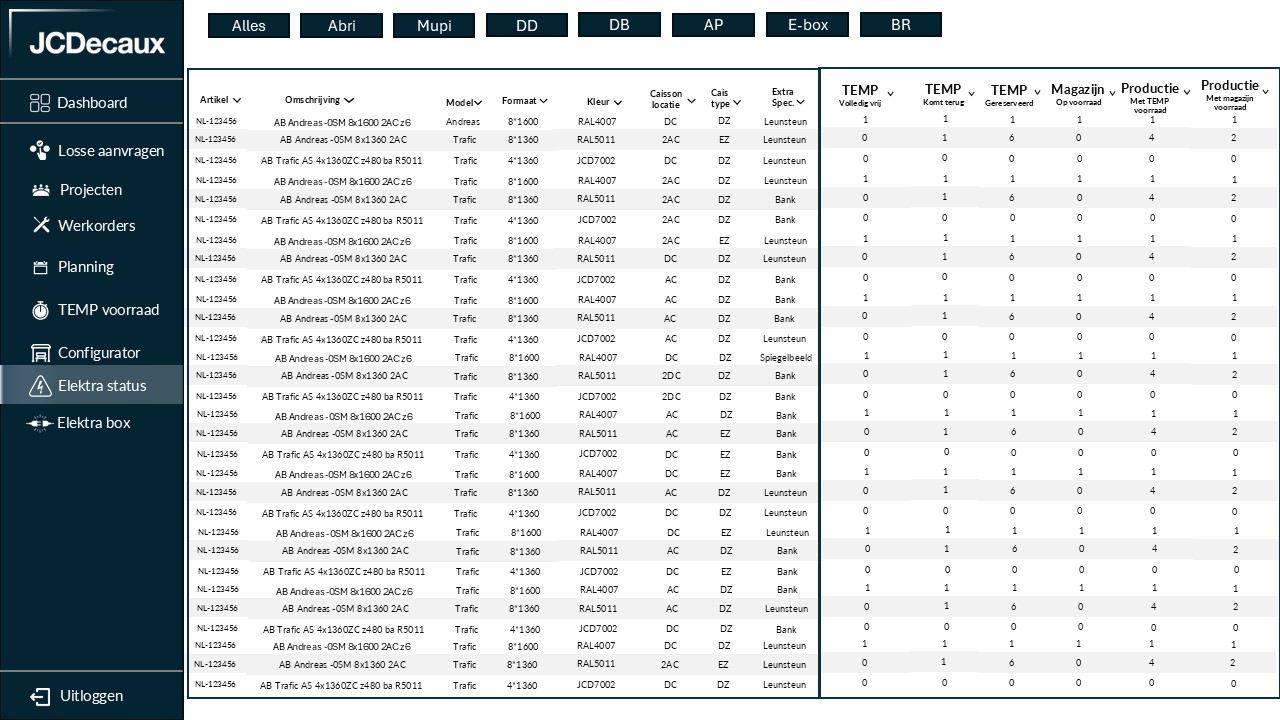 JCDecaux
Alles Abri Mupi DD DB AP E-box BR
Dashboard
Losse aanvragen
Projecten
Werkorders
Planning
TEMP voorraad
Configurator
Elektra status
Elektra box
Uitloggen
Artikel Omschrijving Model Formaat Kleur Caisson locatie Cais type Extra Spec. TEMP Volledig vrij TEMP Komt terug TEMP Gereserveerd Magazijn Op voorraad Productie Met TEMP voorraad Productie Met magazijn voorraad
NL-123456 AB Andreas -0SM 8x1600 2AC z6 Andreas 8*1600 RAL4007 DC DZ Leunsteun 1 1 1 1 1 1
NL-123456 AB Andreas -0SM 8x1360 2AC Trafic 8*1360 RAL5011 2AC EZ Leunsteun 0 1 6 0 4 2
NL-123456 AB Trafic AS 4x1360ZC z480 ba R5011 Trafic 4*1360 JCD7002 DC DZ Leunsteun 0 0 0 0 0 0
NL-123456 AB Andreas -0SM 8x1600 2AC z6 Trafic 8*1600 RAL4007 2AC DZ Leunsteun 1 1 1 1 1 1
NL-123456 AB Andreas -0SM 8x1360 2AC Trafic 8*1360 RAL5011 2AC DZ Bank 0 1 6 0 4 2
NL-123456 AB Trafic AS 4x1360ZC z480 ba R5011 Trafic 4*1360 JCD7002 2AC DZ Bank 0 0 0 0 0 0
NL-123456 AB Andreas -0SM 8x1600 2AC z6 Trafic 8*1600 RAL4007 2AC EZ Leunsteun 1 1 1 1 1 1
NL-123456 AB Andreas -0SM 8x1360 2AC Trafic 8*1360 RAL5011 DC DZ Leunsteun 0 1 6 0 4 2
NL-123456 AB Trafic AS 4x1360ZC z480 ba R5011 Trafic 4*1360 JCD7002 AC DZ Bank 0 0 0 0 0 0
NL-123456 AB Andreas -0SM 8x1600 2AC z6 Trafic 8*1600 RAL4007 AC DZ Bank 1 1 1 1 1 1
NL-123456 AB Andreas -0SM 8x1360 2AC Trafic 8*1360 RAL5011 AC DZ Bank 0 1 6 0 4 2
NL-123456 AB Trafic AS 4x1360ZC z480 ba R5011 Trafic 4*1360 JCD7002 AC DZ Leunsteun 0 0 0 0 0 0
NL-123456 AB Andreas -0SM 8x1600 2AC z6 Trafic 8*1600 RAL4007 DC DZ Spiegelbeeld 1 1 1 1 1 1
NL-123456 AB Andreas -0SM 8x1360 2AC Trafic 8*1360 RAL5011 2DC DZ Bank 0 1 6 0 4 2
NL-123456 AB Trafic AS 4x1360ZC z480 ba R5011 Trafic 4*1360 JCD7002 2DC DZ Bank 0 0 0 0 0 0
NL-123456 AB Andreas -0SM 8x1600 2AC z6 Trafic 8*1600 RAL4007 AC DZ Bank 1 1 1 1 1 1
NL-123456 AB Andreas -0SM 8x1360 2AC Trafic 8*1360 RAL5011 AC EZ Bank 0 1 6 0 4 2
NL-123456 AB Trafic AS 4x1360ZC z480 ba R5011 Trafic 4*1360 JCD7002 DC EZ Bank 0 0 0 0 0 0
NL-123456 AB Andreas -0SM 8x1600 2AC z6 Trafic 8*1600 RAL4007 DC EZ Bank 1 1 1 1 1 1
NL-123456 AB Andreas -0SM 8x1360 2AC Trafic 8*1360 RAL5011 AC DZ Leunsteun 0 1 6 0 4 2
NL-123456 AB Trafic AS 4x1360ZC z480 ba R5011 Trafic 4*1360 JCD7002 DC DZ Leunsteun 0 0 0 0 0 0
NL-123456 AB Andreas -0SM 8x1600 2AC z6 Trafic 8*1600 RAL4007 DC EZ Leunsteun 1 1 1 1 1 1
NL-123456 AB Andreas -0SM 8x1360 2AC Trafic 8*1360 RAL5011 AC DZ Bank 0 1 6 0 4 2
NL-123456 AB Trafic AS 4x1360ZC z480 ba R5011 Trafic 4*1360 JCD7002 DC EZ Bank 0 0 0 0 0 0
NL-123456 AB Andreas -0SM 8x1600 2AC z6 Trafic 8*1600 RAL4007 AC DZ Bank 1 1 1 1 1 1
NL-123456 AB Andreas -0SM 8x1360 2AC Trafic 8*1360 RAL5011 AC DZ Leunsteun 0 1 6 0 4 2
NL-123456 AB Trafic AS 4x1360ZC z480 ba R5011 Trafic 4*1360 JCD7002 DC DZ Bank 0 0 0 0 0 0
NL-123456 AB Andreas -0SM 8x1600 2AC z6 Trafic 8*1600 RAL4007 DC DZ Leunsteun 1 1 1 1 1 1
NL-123456 AB Andreas -0SM 8x1360 2AC Trafic 8*1360 RAL5011 2AC EZ Leunsteun 0 1 6 0 4 2
NL-123456 AB Trafic AS 4x1360ZC z480 ba R5011 Trafic 4*1360 JCD7002 DC DZ Leunsteun 0 0 0 0 0 0